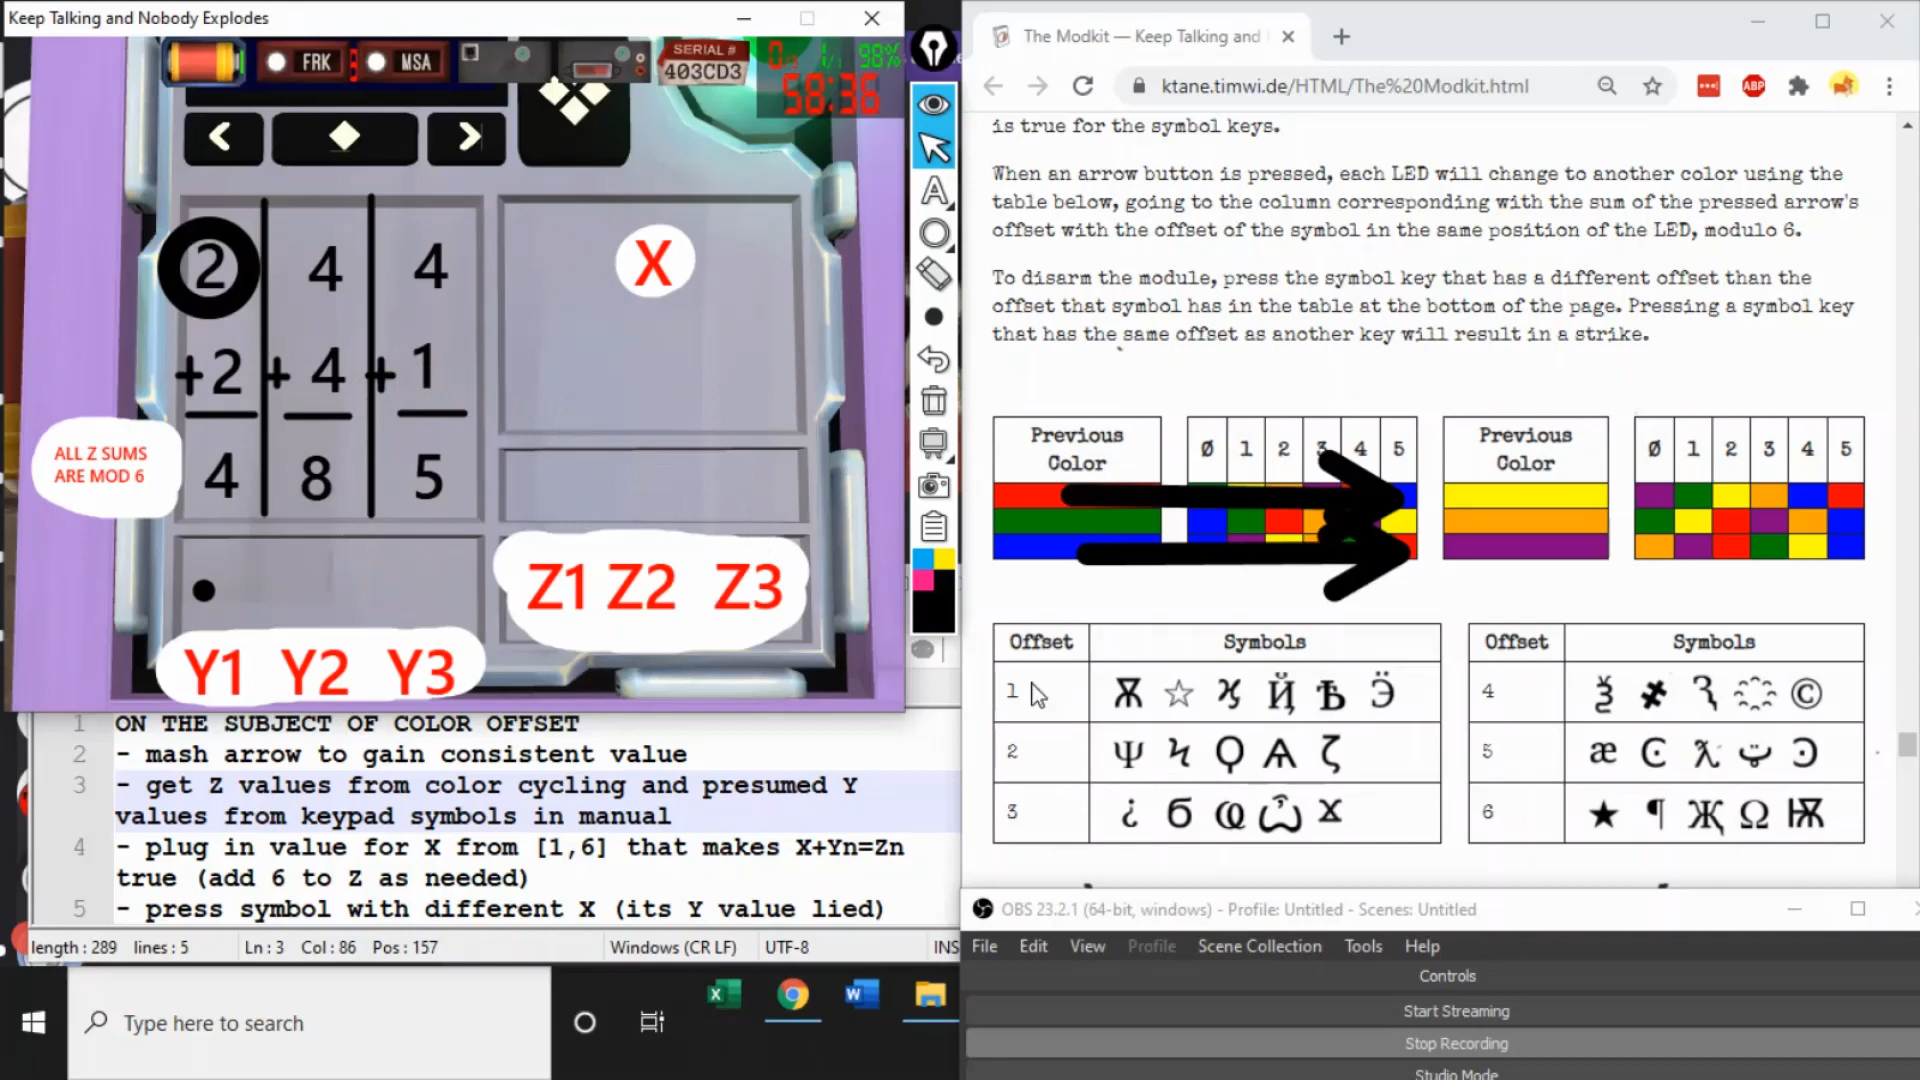 Keep Talking and Nobody Explodes
FRK
MSA
SERIAL #
403CD3
1/1 98%
58:36
2 4 4
+2 + 4 + 1
4 8 5
X
ALL Z SUMS
ARE MOD 6
Z1 Z2 Z3
Y1 Y2 Y3
1 ON THE SUBJECT OF COLOR OFFSET
2 - mash arrow to gain consistent value
3 - get Z values from color cycling and presumed Y
values from keypad symbols in manual
4 - plug in value for X from [1,6] that makes X+Yn=Zn
true (add 6 to Z as needed)
5 - press symbol with different X (its Y value lied)
length : 289 lines : 5 Ln : 3 Col : 86 Pos : 157 Windows (CR LF) UTF-8 INS
Type here to search
The Modkit — Keep Talking and
ktane.timwi.de/HTML/The%20Modkit.html
ABP
is true for the symbol keys.
When an arrow button is pressed, each LED will change to another color using the
table below, going to the column corresponding with the sum of the pressed arrow's
offset with the offset of the symbol in the same position of the LED, modulo 6.
To disarm the module, press the symbol key that has a different offset than the
offset that symbol has in the table at the bottom of the page. Pressing a symbol key
that has the same offset as another key will result in a strike.
Previous
Color
0 1 2 3 4 5
Previous
Color
0 1 2 3 4 5
Offset Symbols
1 Ѫ ☆ ϗ Ҋ Ѣ Ӭ
2 Ψ Ϟ Ϙ Ѧ ζ
3 ¿ б Ҩ Ѽ ϰ
Offset Symbols
4 Ѯ ҂ Ԇ ҈ ©
5 æ Ͼ ƛ ټ Ͽ
6 ★ ¶ Җ Ω Ѭ
OBS 23.2.1 (64-bit, windows) - Profile: Untitled - Scenes: Untitled
File Edit View Profile Scene Collection Tools Help
Controls
Start Streaming
Stop Recording
Studio Mode